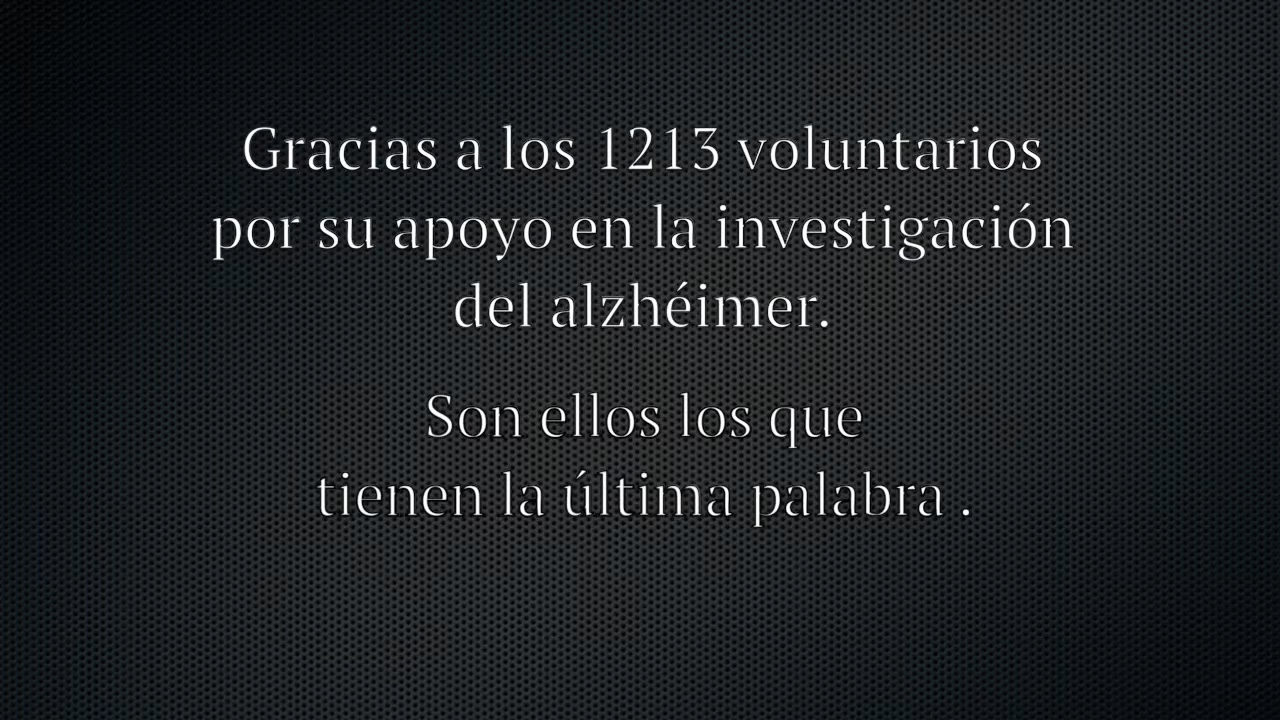 Gracias a los 1213 voluntarios
por su apoyo en la investigación
del alzhéimer.
Son ellos los que
tienen la última palabra .